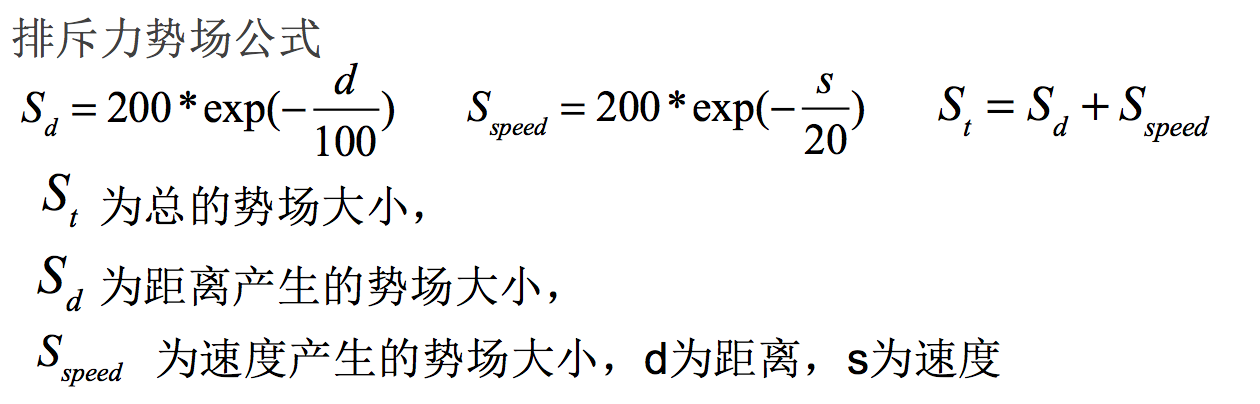 排斥力势场公式
S_d = 200 * exp(-d/100) S_speed = 200 * exp(-s/20) S_t = S_d + S_speed
S_t 为总的势场大小，
S_d 为距离产生的势场大小，
S_speed 为速度产生的势场大小，d为距离，s为速度